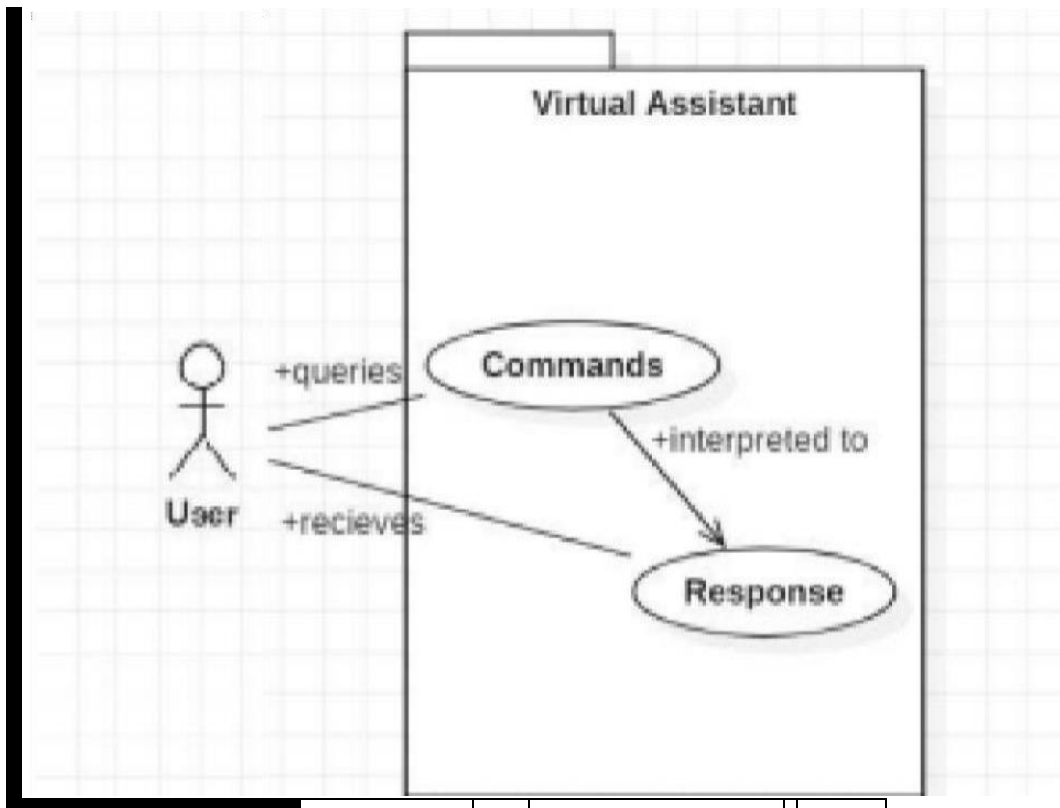 Virtual Assistant
+queries
Commands
+interpreted to
User
+recieves
Response